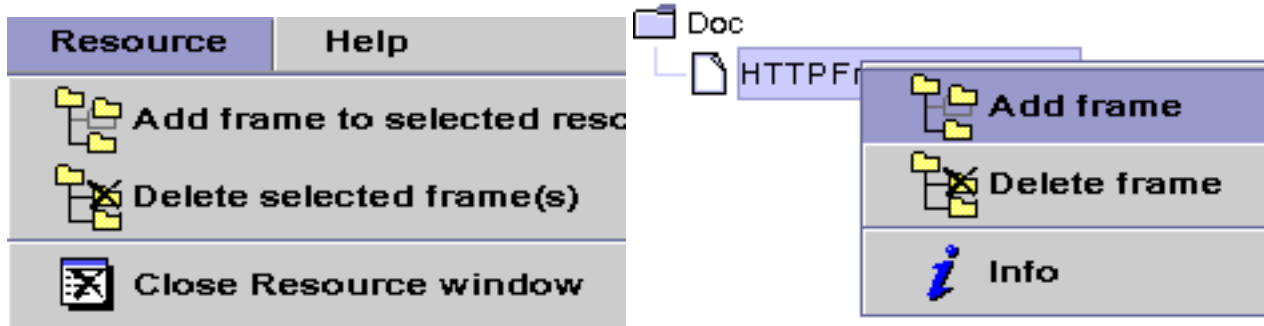 Resource Help
Add frame to selected resc
Delete selected frame(s)
Close Resource window
Doc
HTTPFr
Add frame
Delete frame
Info